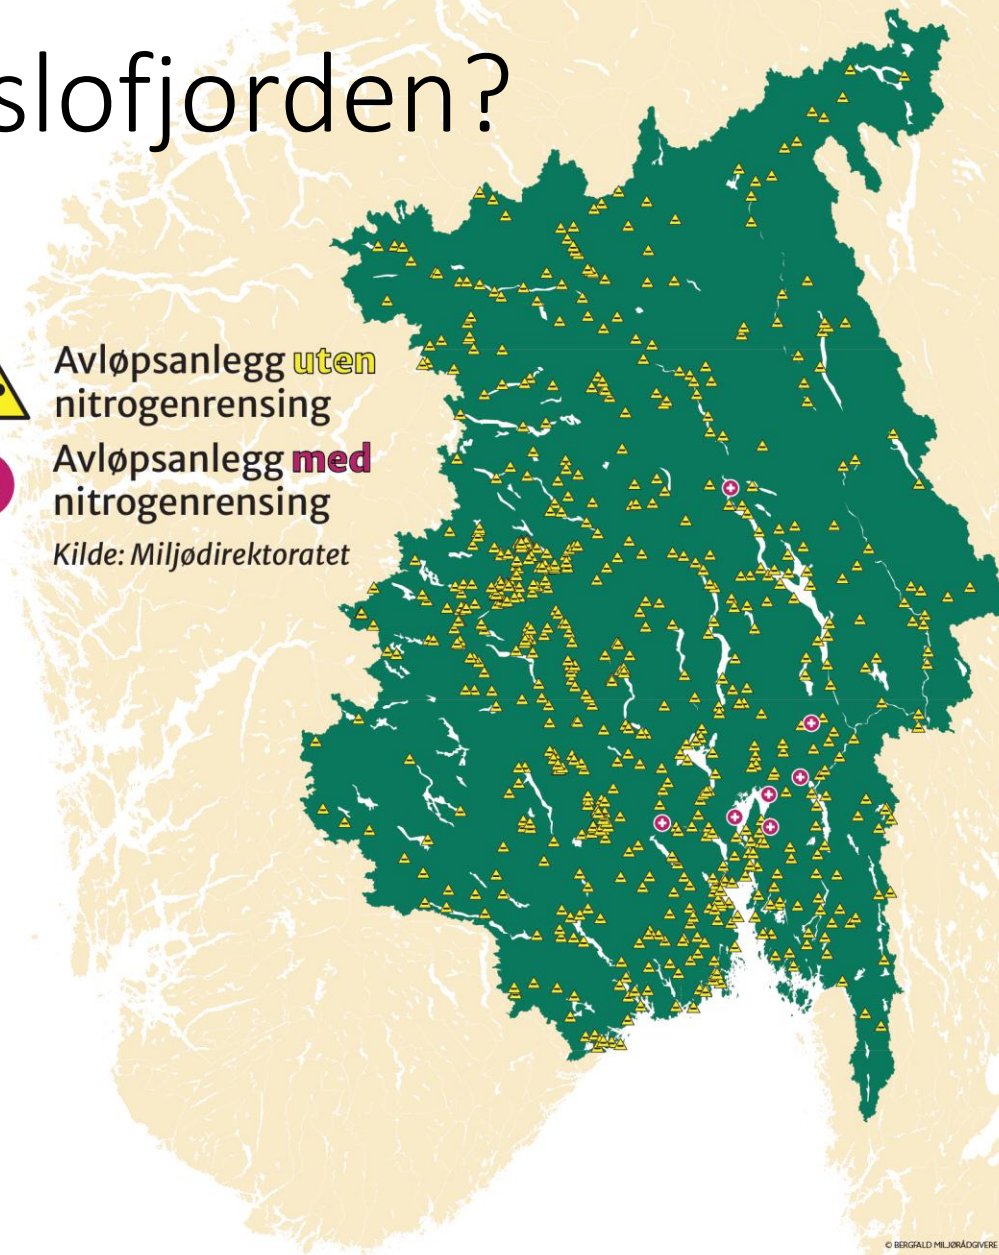 slofjorden?
Avløpsanlegg uten
nitrogenrensing
Avløpsanlegg med
nitrogenrensing
Kilde: Miljødirektoratet
© BERGFALD MILJØRÅDGIVERE